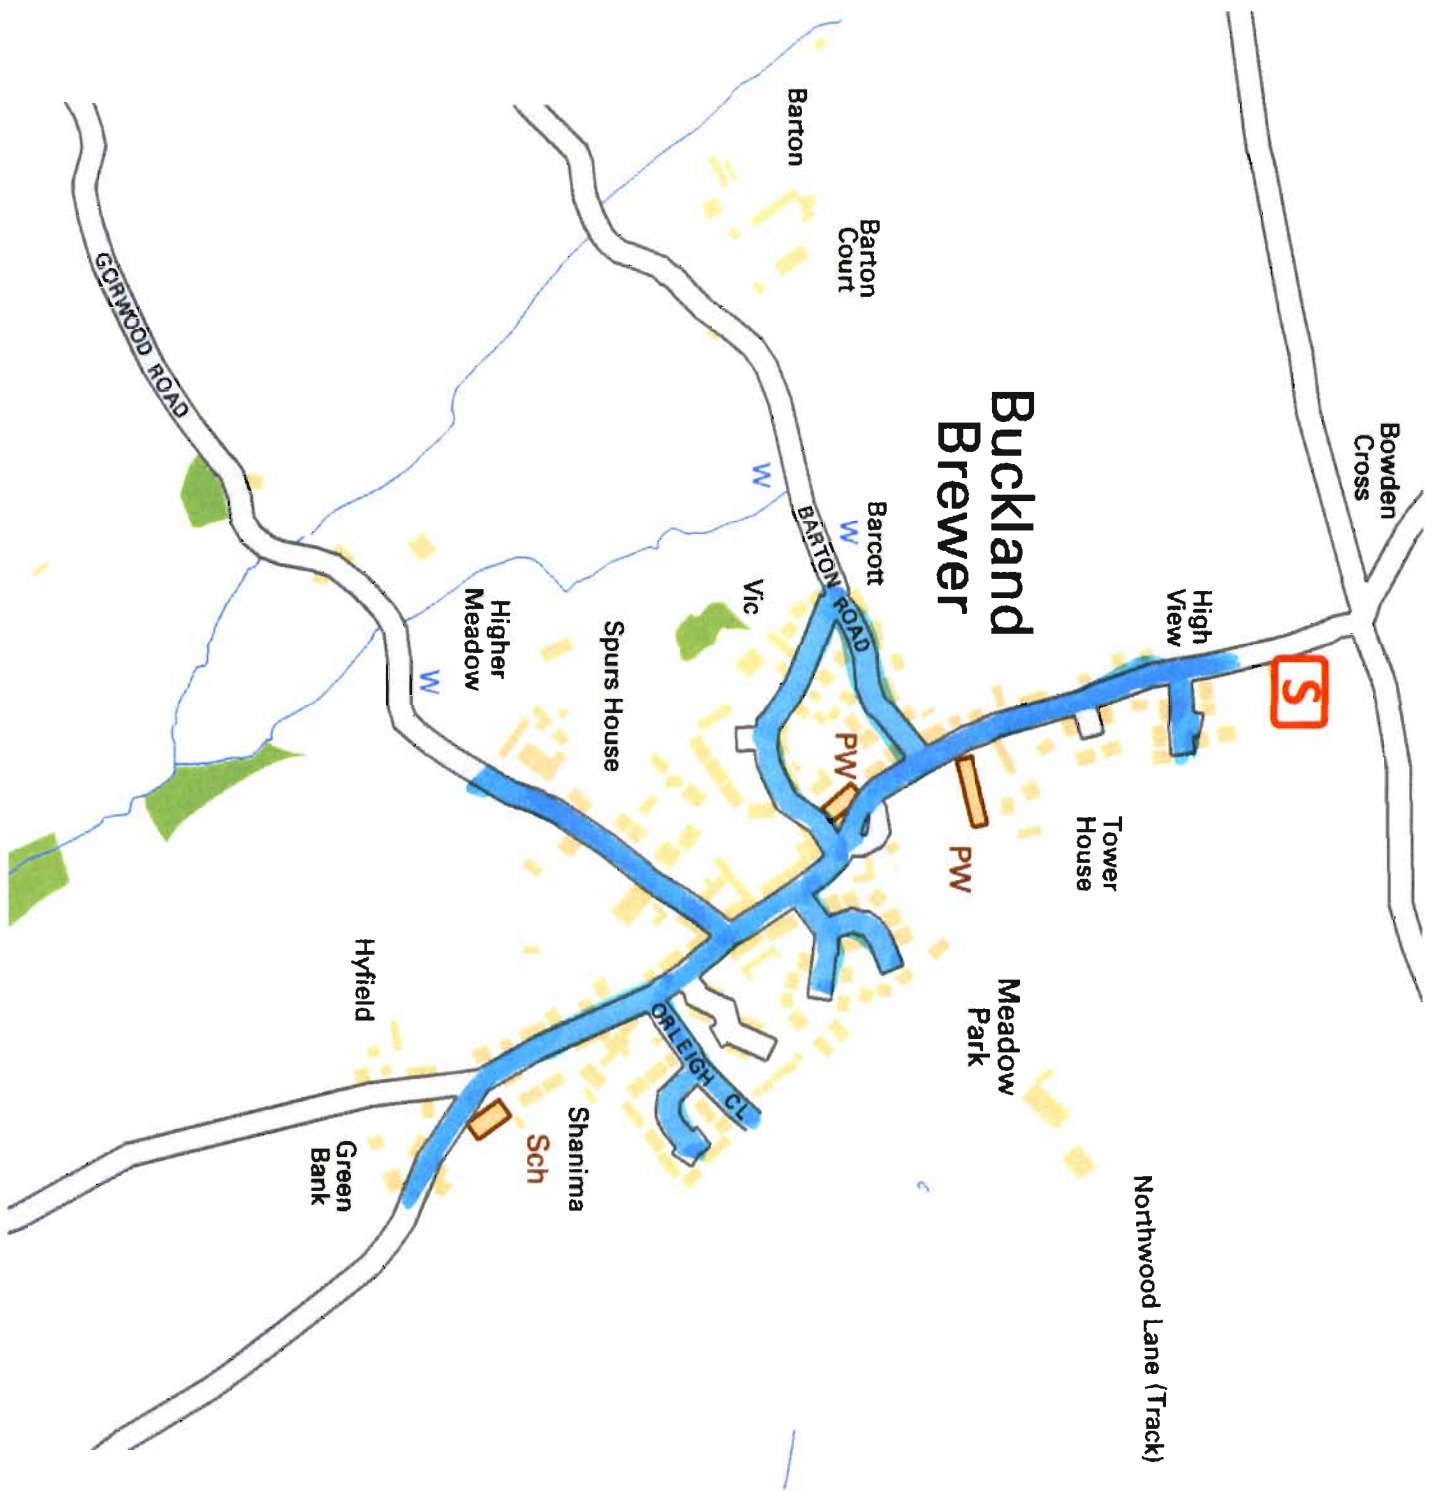 Bowden
Cross
S
High
View
Northwood Lane (Track)
Tower
House
Buckland
Brewer
Meadow
Park
PW
Barton
Court
Barcott
W
PW
BARTON ROAD
Barton
W
Vic
ORLEIGH CL
Spurs House
Shanima
Sch
Higher
Meadow
W
Hyfield
Green
Bank
GORWOOD ROAD